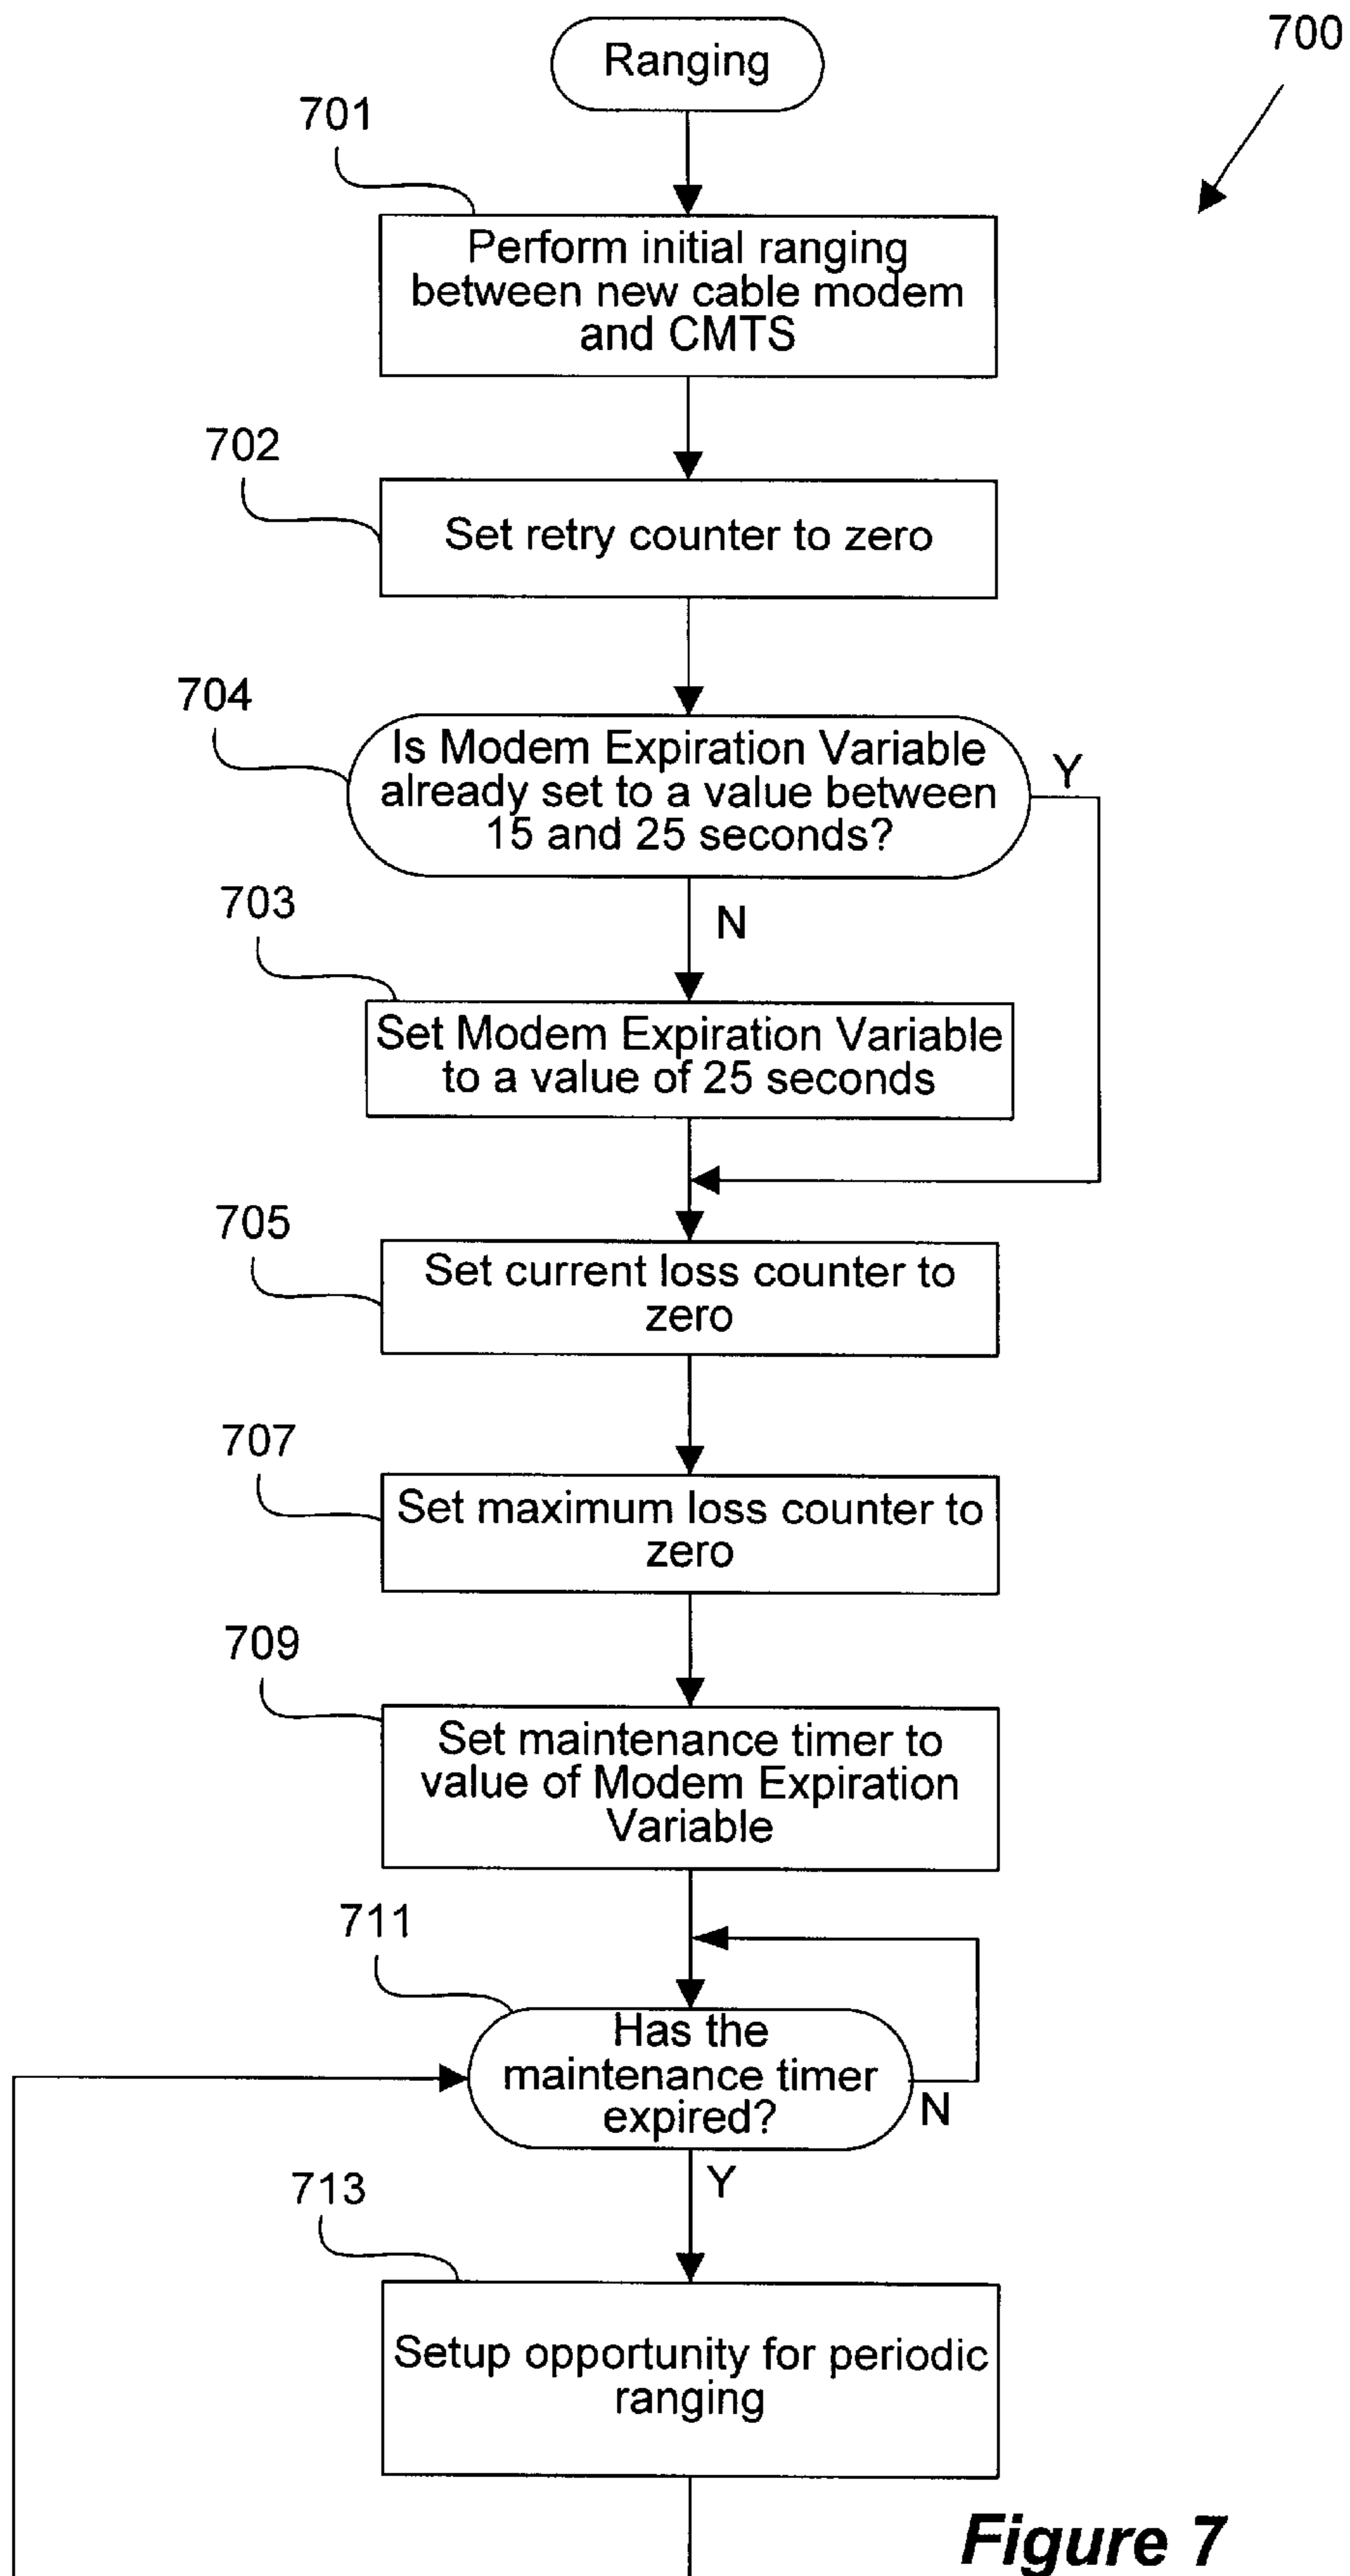 700
Ranging
701
Perform initial ranging
between new cable modem
and CMTS
702
Set retry counter to zero
704
Is Modem Expiration Variable
already set to a value between
15 and 25 seconds?
Y
N
703
Set Modem Expiration Variable
to a value of 25 seconds
705
Set current loss counter to
zero
707
Set maximum loss counter to
zero
709
Set maintenance timer to
value of Modem Expiration
Variable
711
Has the
maintenance timer
expired?
N
Y
713
Setup opportunity for periodic
ranging
Figure 7